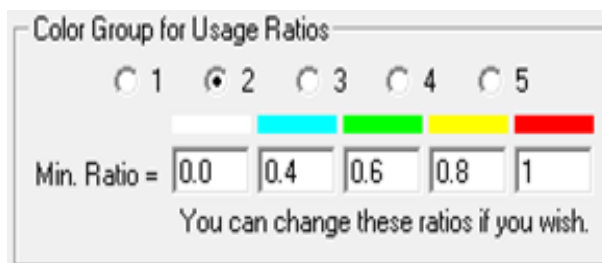 Color Group for Usage Ratios
1 2 3 4 5
Min. Ratio = 0.0 0.4 0.6 0.8 1
You can change these ratios if you wish.